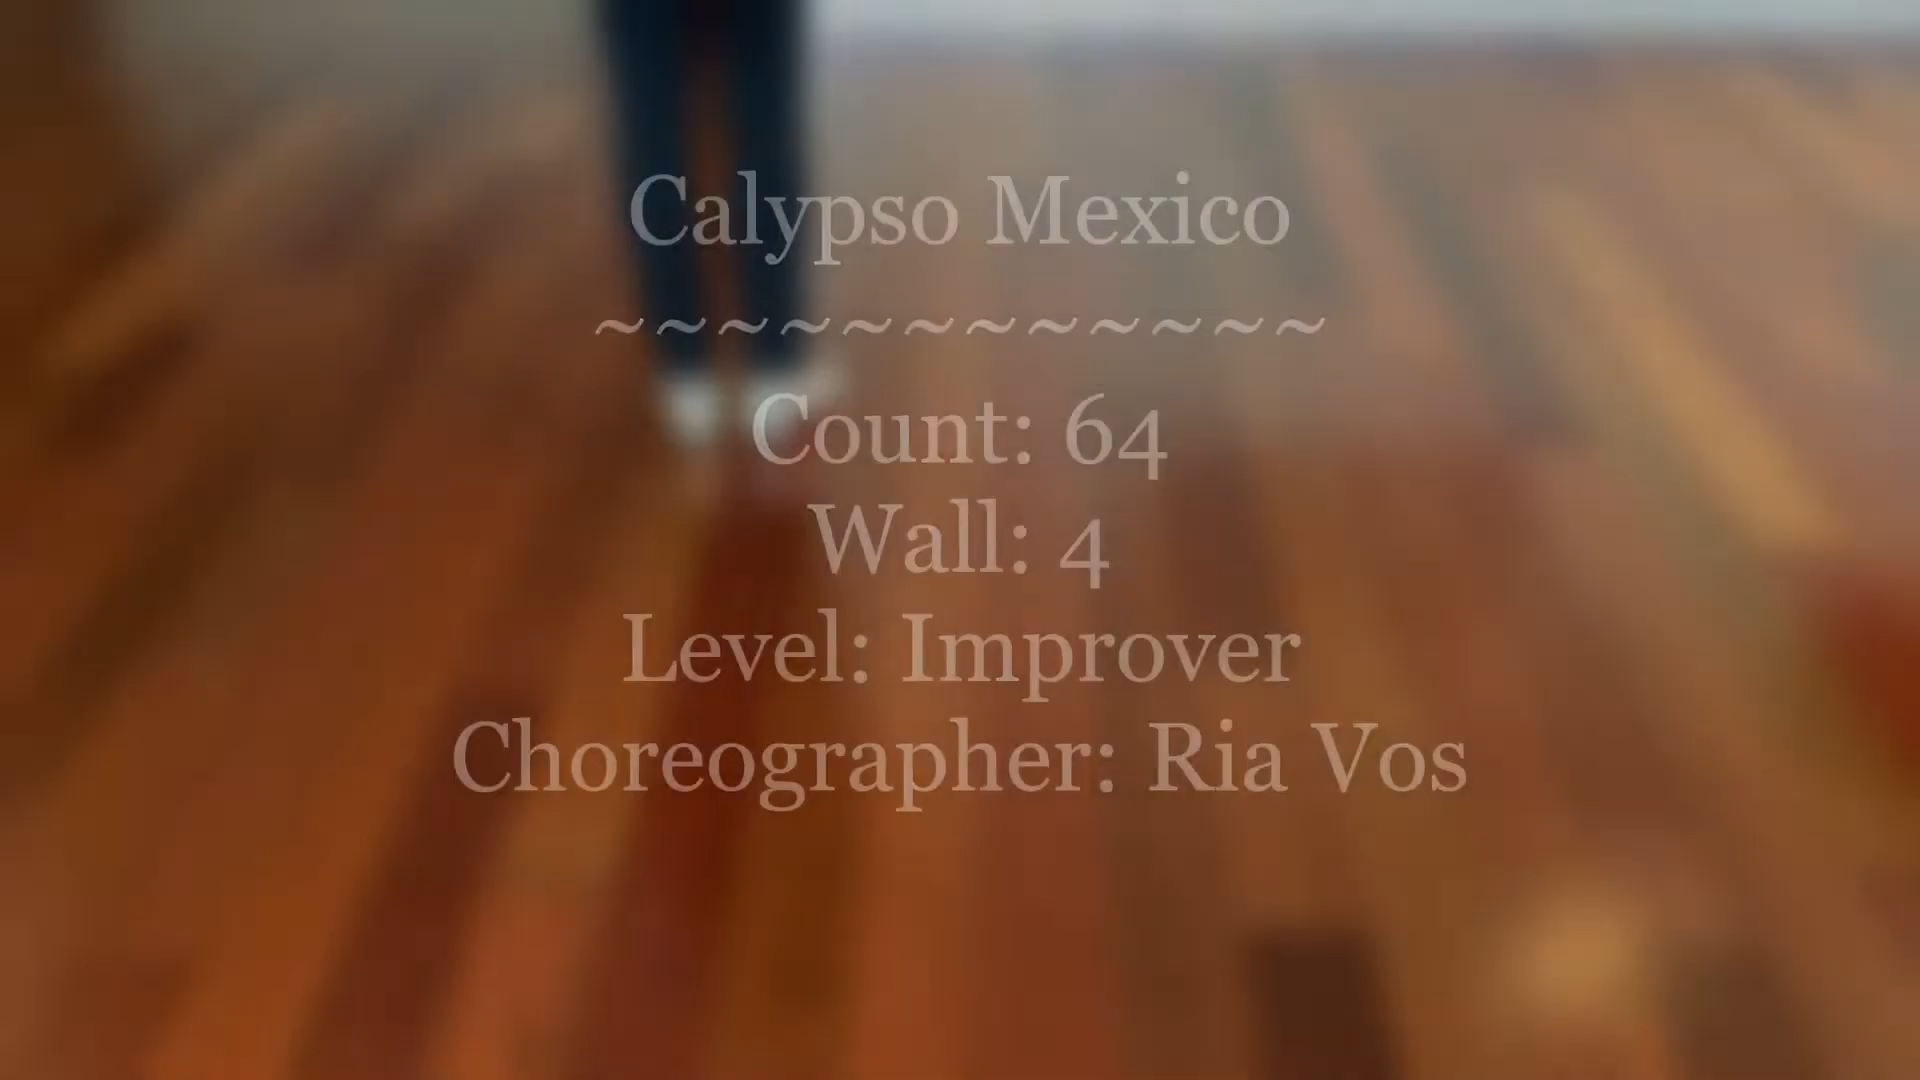 Calypso Mexico
~~~~~~~~~~~~
Count: 64
Wall: 4
Level: Improver
Choreographer: Ria Vos